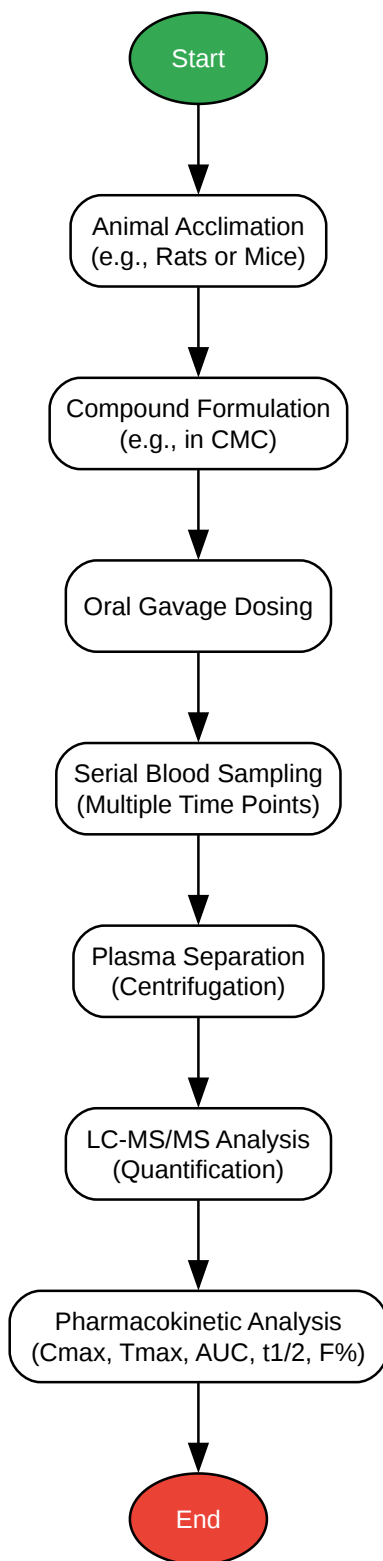 Start
Animal Acclimation
(e.g., Rats or Mice)
Compound Formulation
(e.g., in CMC)
Oral Gavage Dosing
Serial Blood Sampling
(Multiple Time Points)
Plasma Separation
(Centrifugation)
LC-MS/MS Analysis
(Quantification)
Pharmacokinetic Analysis
(Cmax, Tmax, AUC, t1/2, F%)
End